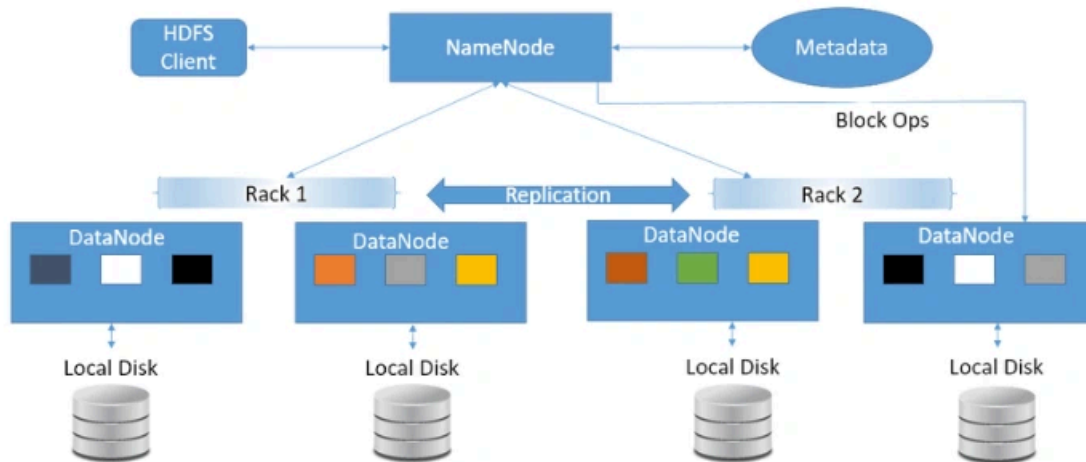 HDFS
Client
NameNode
Metadata
Block Ops
Rack 1
Replication
Rack 2
DataNode
DataNode
DataNode
DataNode
Local Disk
Local Disk
Local Disk
Local Disk